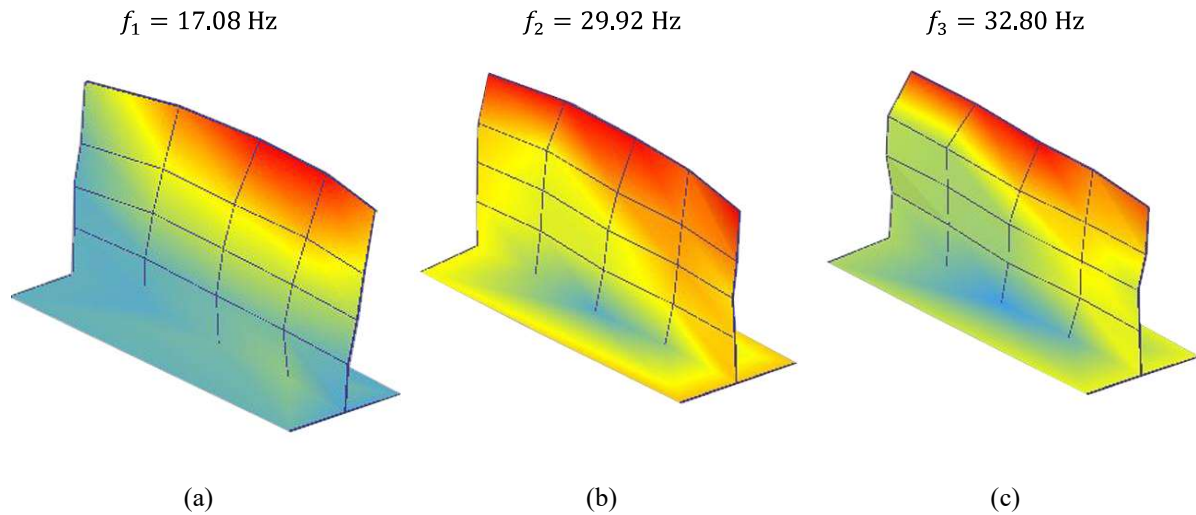 f₁ = 17.08 Hz
f₂ = 29.92 Hz
f₃ = 32.80 Hz
(a)
(b)
(c)